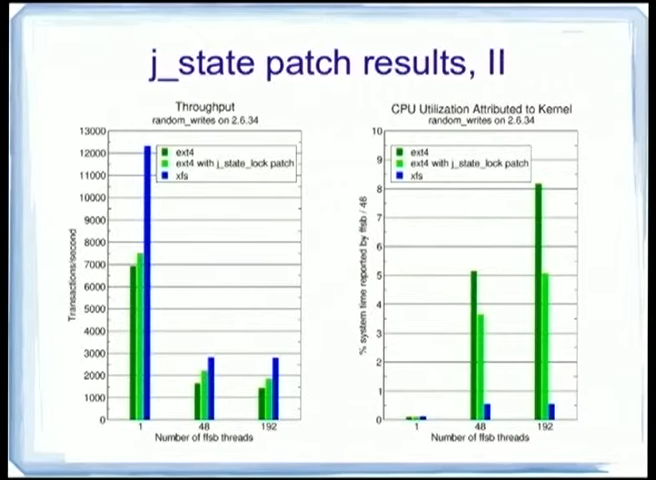 j_state patch results, II
Throughput
random_writes on 2.6.34
13000
12000
11000
10000
9000
8000
7000
6000
5000
4000
3000
2000
1000
0
Transactions/second
ext4
ext4 with j_state_lock patch
xfs
1
48
192
Number of ffsb threads
CPU Utilization Attributed to Kernel
random_writes on 2.6.34
10
9
8
7
6
5
4
3
2
1
0
% system time reported by ffsb / 48
ext4
ext4 with j_state_lock patch
xfs
1
48
192
Number of ffsb threads